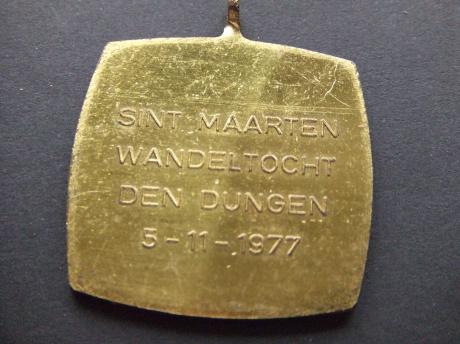 SINT MAARTEN
WANDELTOCHT
DEN DUNGEN
5-11-1977